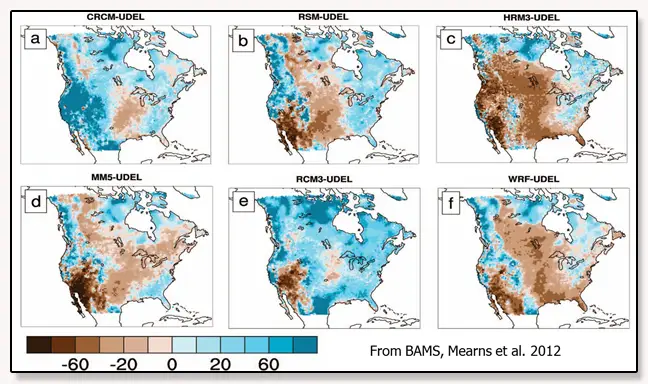 CRCM-UDEL RSM-UDEL HRM3-UDEL
a b c
MM5-UDEL RCM3-UDEL WRF-UDEL
d e f
-60 -20 0 20 60
From BAMS, Mearns et al. 2012